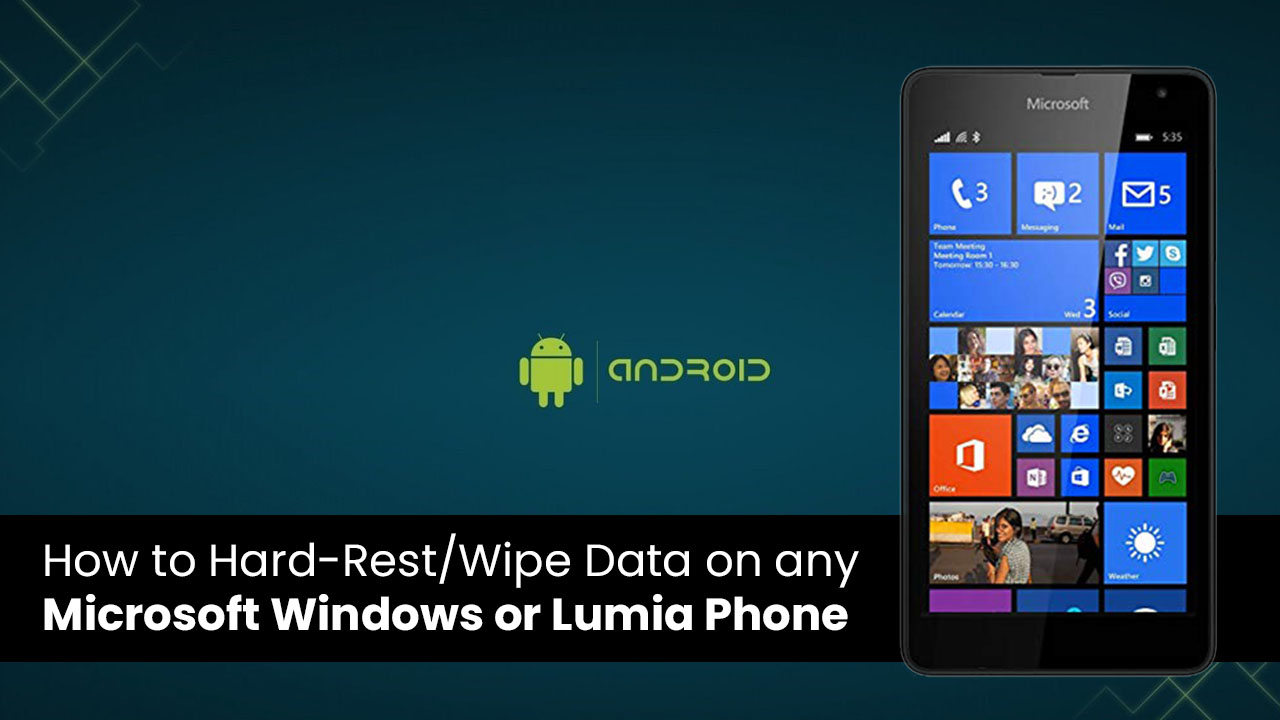 Microsoft
5:35
3
Phone
2
Messaging
5
Mail
Team Meeting
Meeting Room 1
Tomorrow: 15:30 - 16:30
Calendar
Wed 3
Social
ANDROID
Office
How to Hard-Rest/Wipe Data on any
Microsoft Windows or Lumia Phone
Photos
Weather